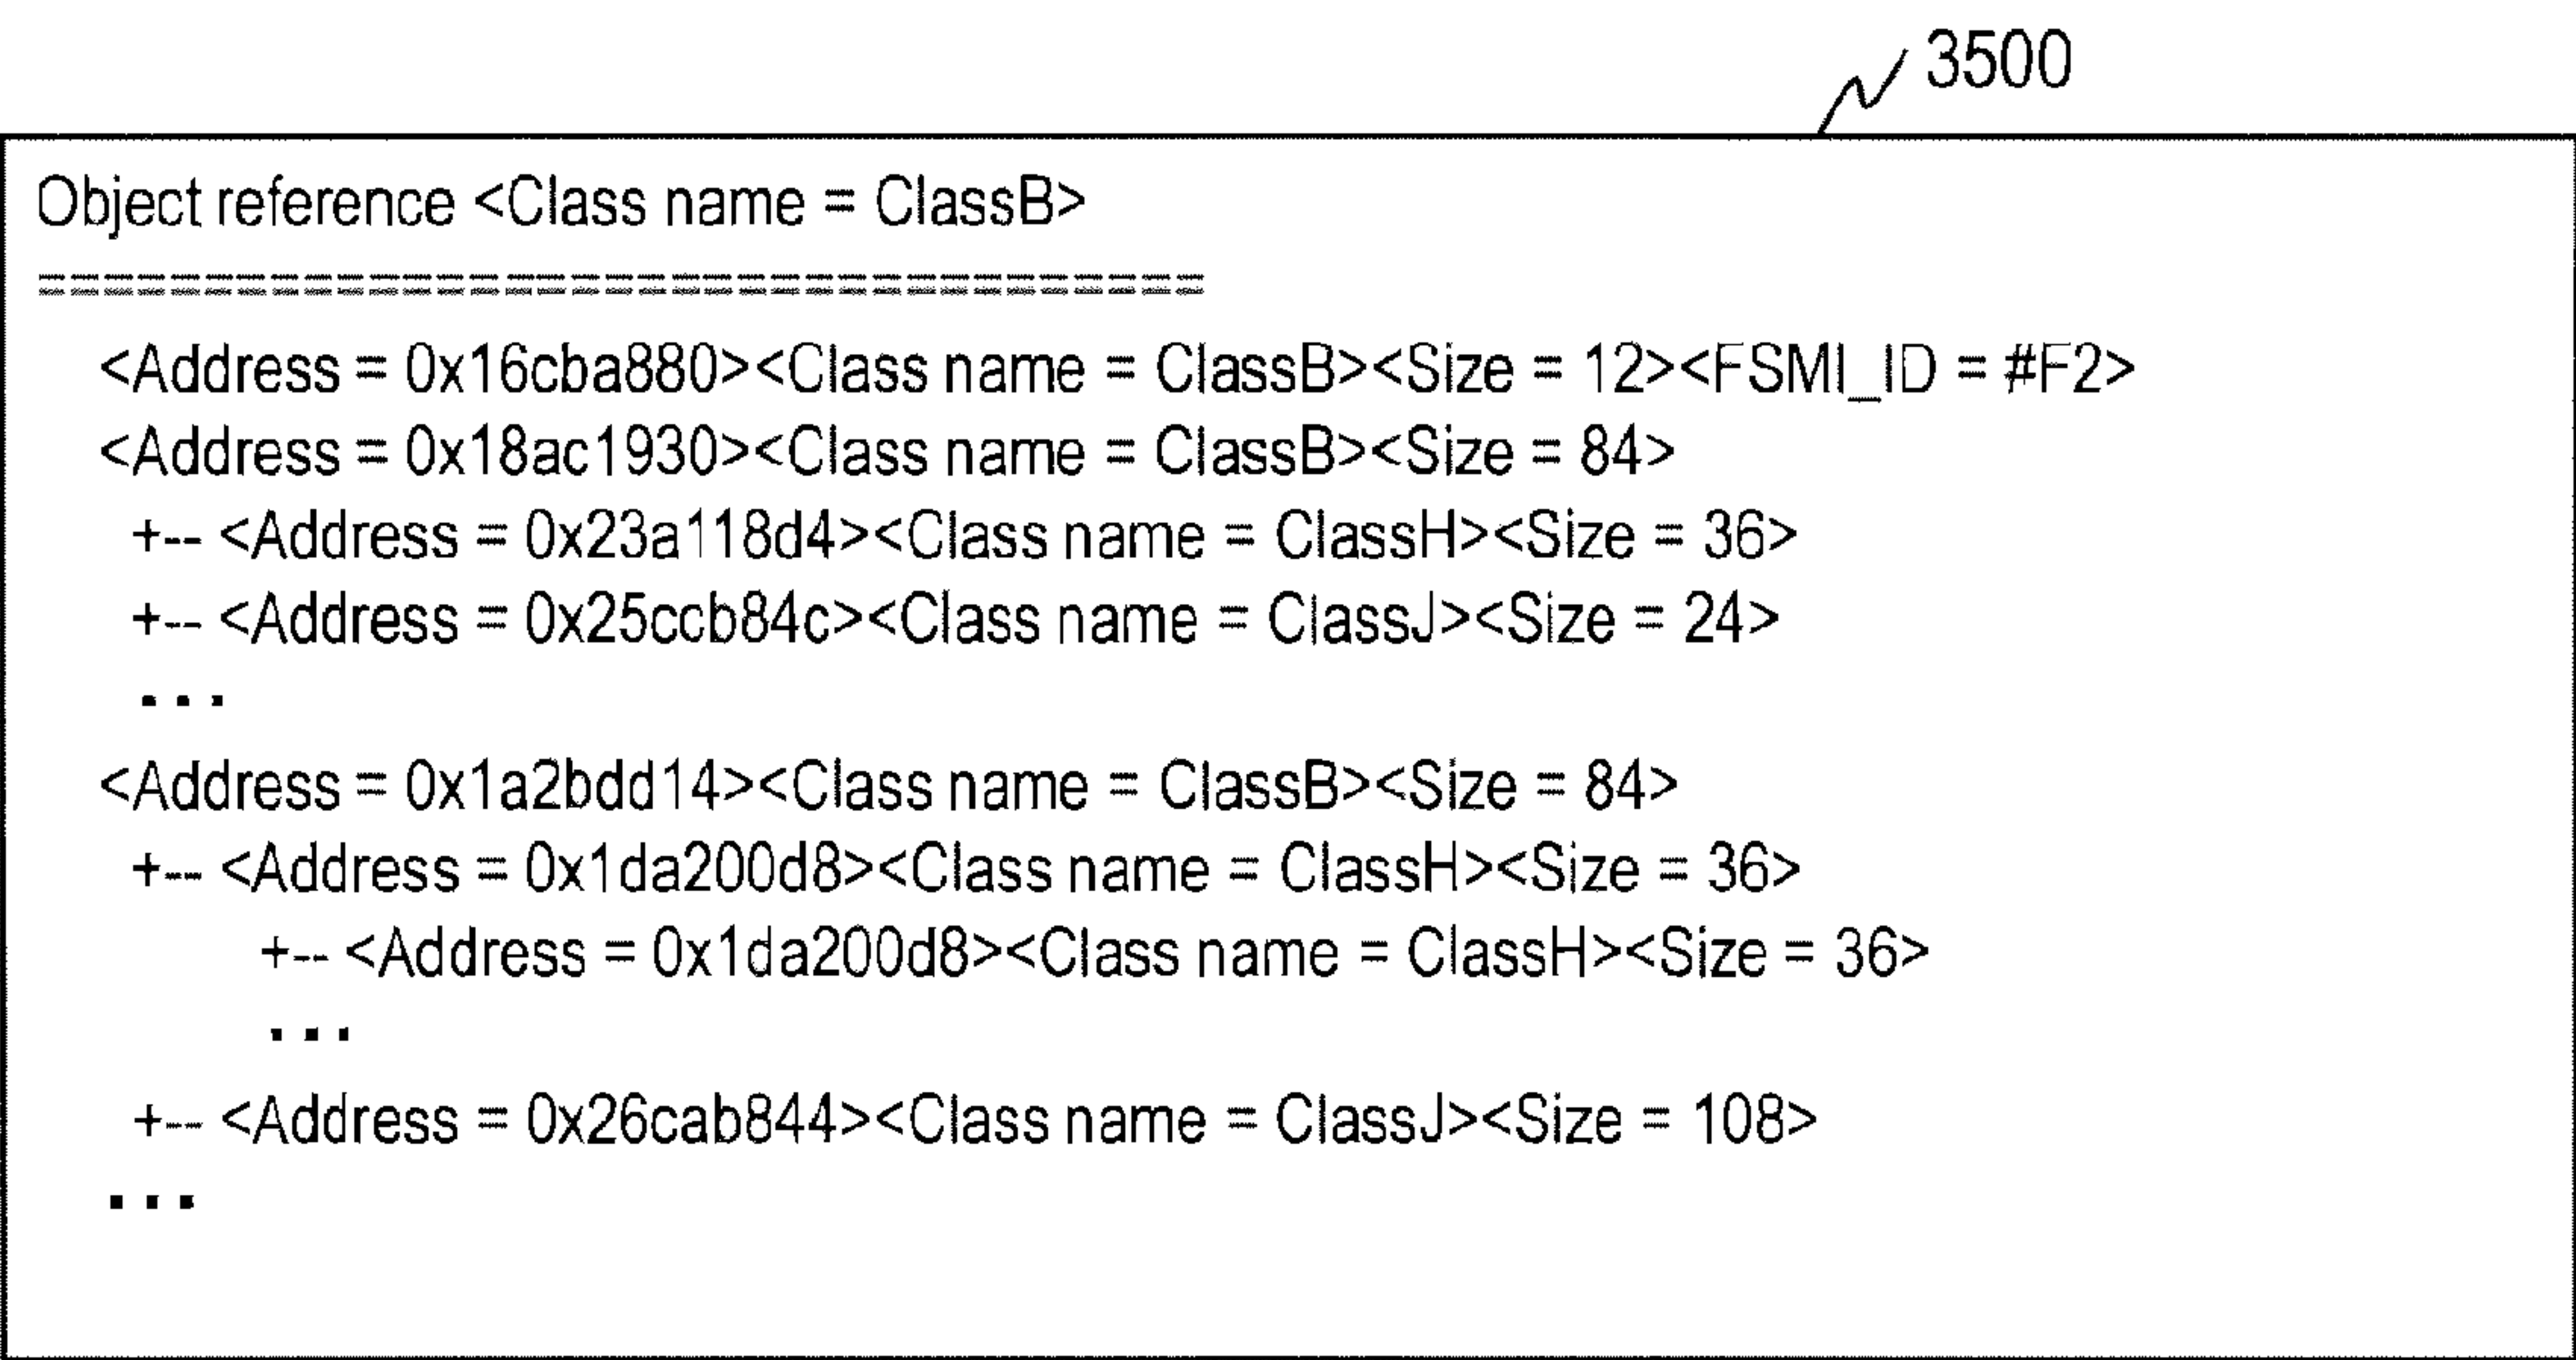 3500
Object reference <Class name = ClassB>
====================================
<Address = 0x16cba880><Class name = ClassB><Size = 12><FSMI_ID = #F2>
<Address = 0x18ac1930><Class name = ClassB><Size = 84>
+-- <Address = 0x23a118d4><Class name = ClassH><Size = 36>
+-- <Address = 0x25ccb84c><Class name = ClassJ><Size = 24>
...
<Address = 0x1a2bdd14><Class name = ClassB><Size = 84>
+-- <Address = 0x1da200d8><Class name = ClassH><Size = 36>
+-- <Address = 0x1da200d8><Class name = ClassH><Size = 36>
...
+-- <Address = 0x26cab844><Class name = ClassJ><Size = 108>
...